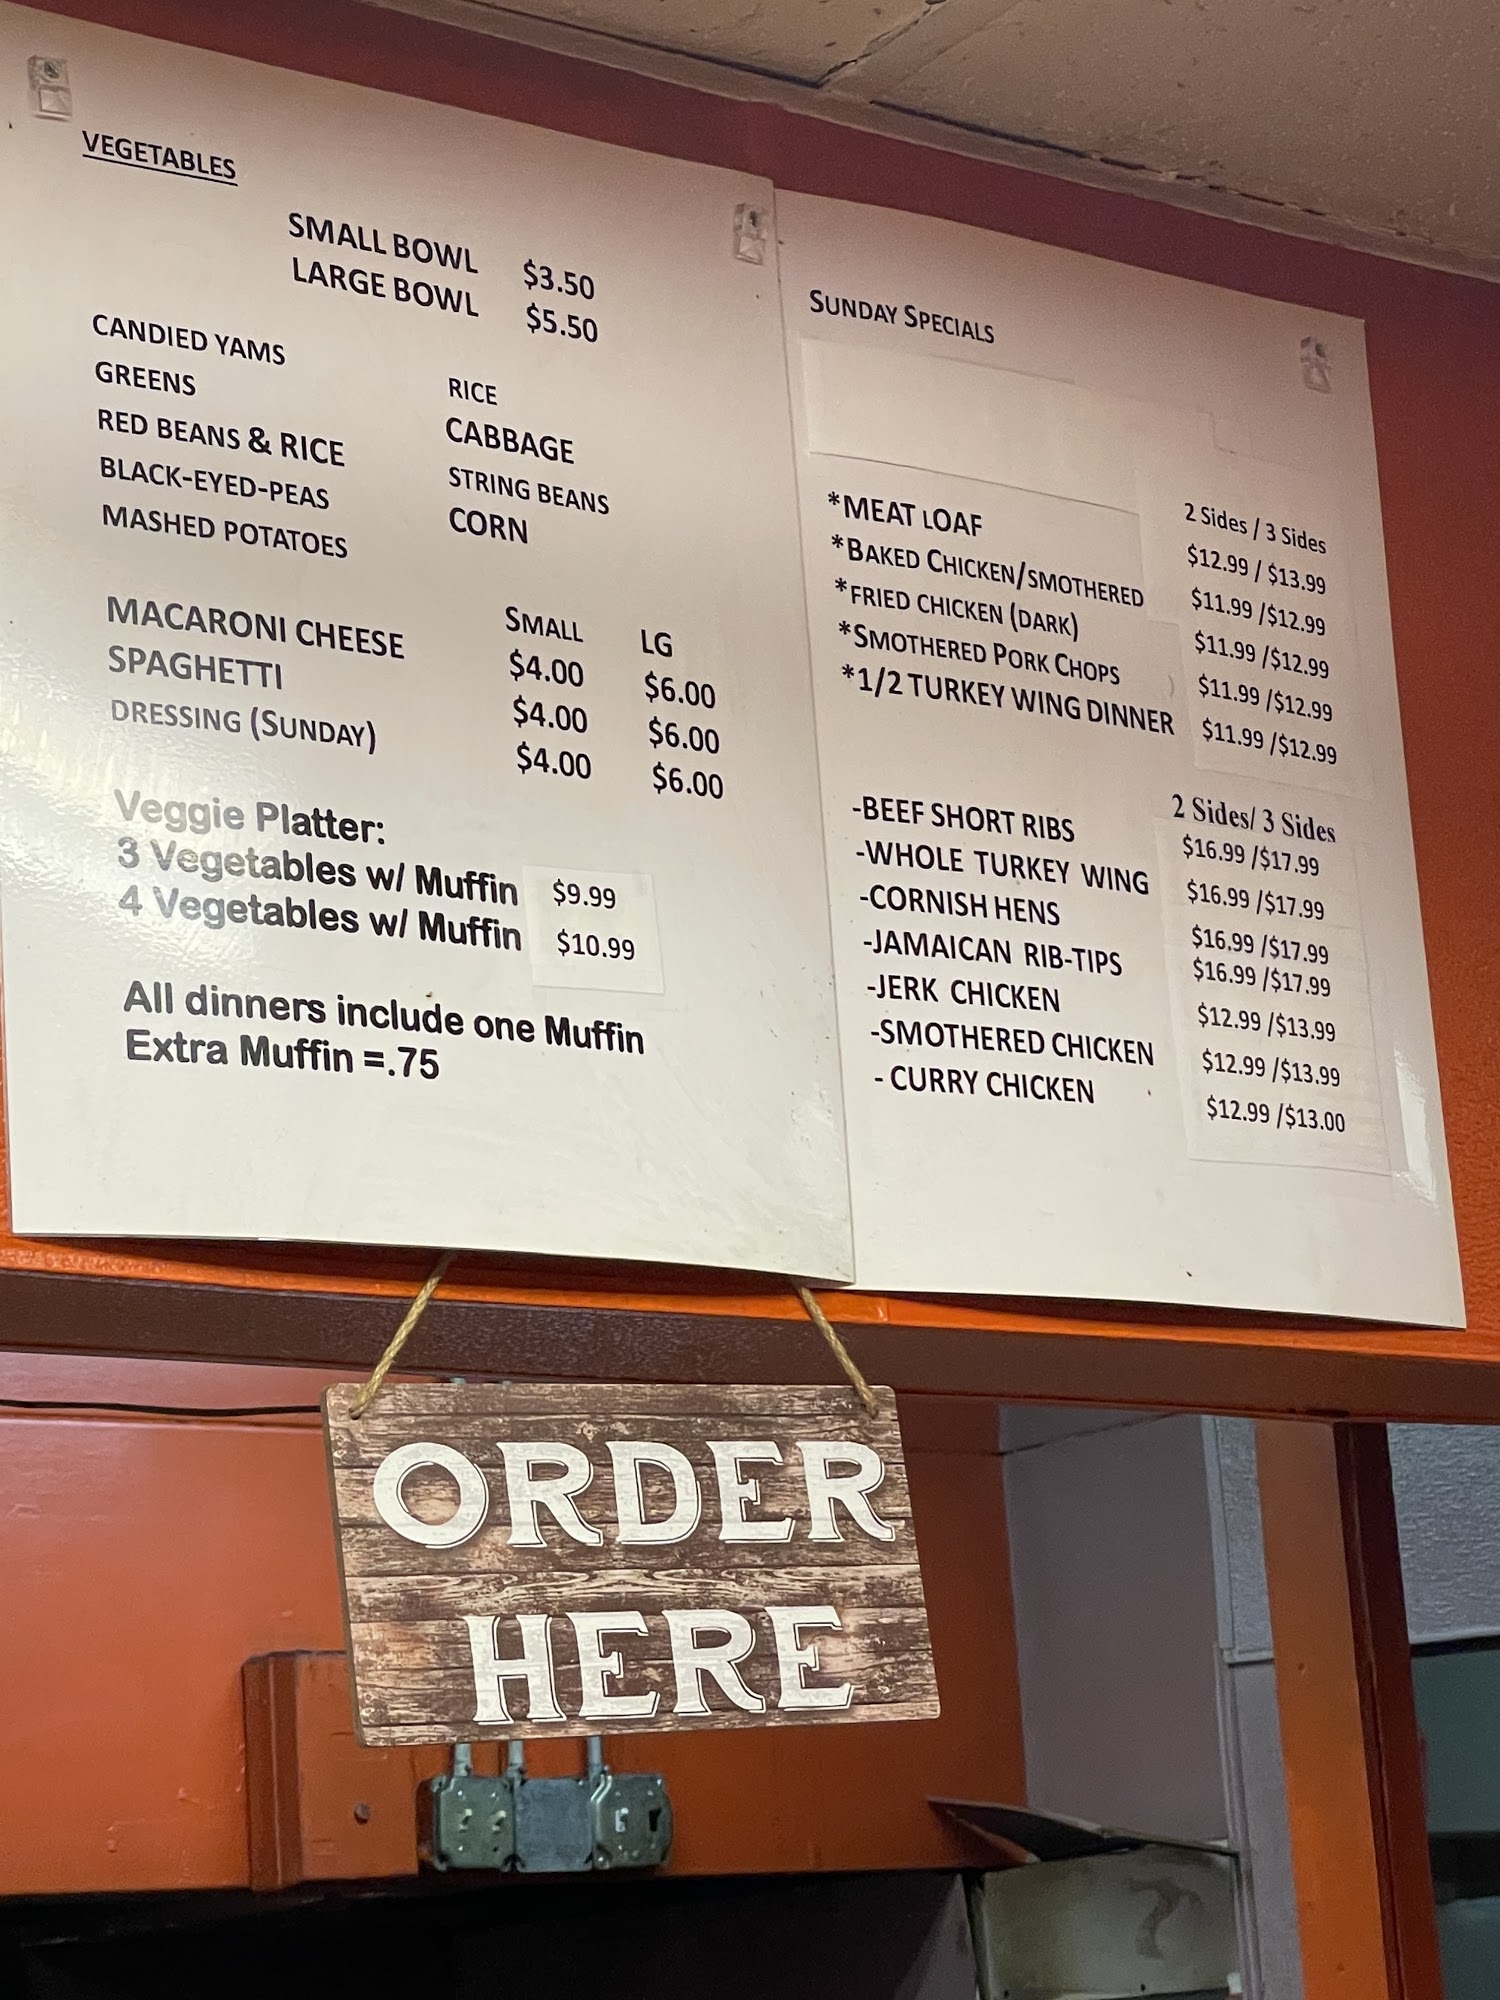 VEGETABLES
SMALL BOWL $3.50
LARGE BOWL $5.50
CANDIED YAMS
GREENS
RED BEANS & RICE
BLACK-EYED-PEAS
MASHED POTATOES
RICE
CABBAGE
STRING BEANS
CORN
SMALL LG
MACARONI CHEESE $4.00 $6.00
SPAGHETTI $4.00 $6.00
DRESSING (SUNDAY) $4.00 $6.00
Veggie Platter:
3 Vegetables w/ Muffin $9.99
4 Vegetables w/ Muffin $10.99
All dinners include one Muffin
Extra Muffin =.75
SUNDAY SPECIALS
2 Sides / 3 Sides
*MEAT LOAF $12.99 / $13.99
*BAKED CHICKEN/SMOTHERED $11.99 /$12.99
*FRIED CHICKEN (DARK) $11.99 /$12.99
*SMOTHERED PORK CHOPS $11.99 /$12.99
*1/2 TURKEY WING DINNER $11.99 /$12.99
2 Sides/ 3 Sides
-BEEF SHORT RIBS $16.99 /$17.99
-WHOLE TURKEY WING $16.99 /$17.99
-CORNISH HENS $16.99 /$17.99
-JAMAICAN RIB-TIPS $16.99 /$17.99
-JERK CHICKEN $12.99 /$13.99
-SMOTHERED CHICKEN $12.99 /$13.99
- CURRY CHICKEN $12.99 /$13.00
ORDER
HERE